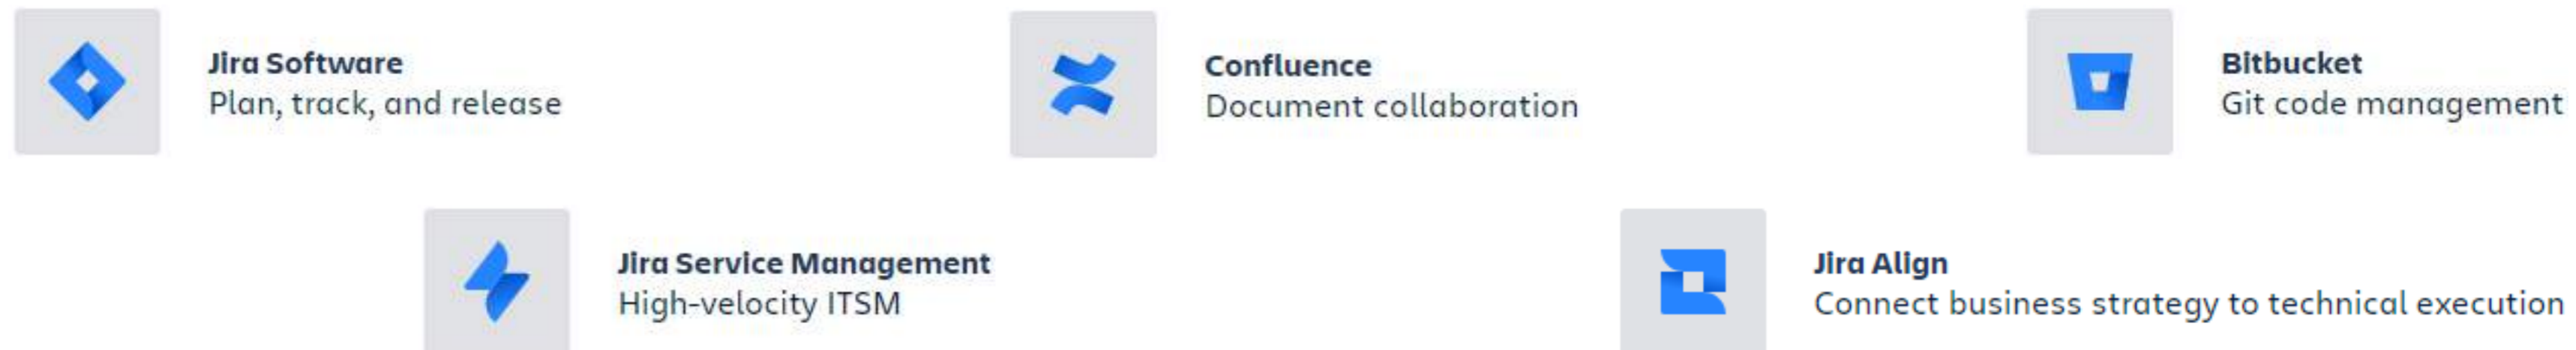 Jira Software
Plan, track, and release
Confluence
Document collaboration
Bitbucket
Git code management
Jira Service Management
High-velocity ITSM
Jira Align
Connect business strategy to technical execution